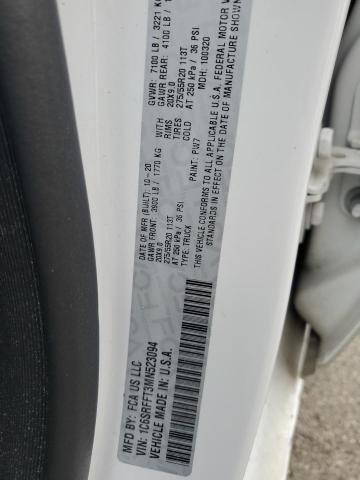 MFD BY: FCA US LLC
DATE OF MFR (BUILT): 10-20
GVWR: 7100 LB / 3221 KG
GAWR FRONT: 3900 LB / 1770 KG WITH
GAWR REAR: 4100 LB /
20X9.0 RIMS
20X9.0
275/55R20 113T TIRES
275/55R20 113T
AT 250 kPa / 36 PSI COLD
AT 250 kPa / 36 PSI
TYPE: TRUCK
PAINT: PW7
MDH: 100320
THIS VEHICLE CONFORMS TO ALL APPLICABLE U.S.A. FEDERAL MOTOR
STANDARDS IN EFFECT ON THE DATE OF MANUFACTURE SHOWN
VIN: 1C6SRFFT3MN523094
VEHICLE MADE IN U.S.A.